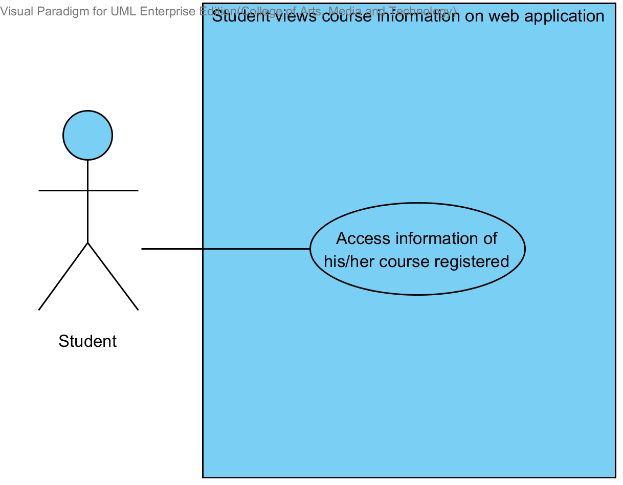 Visual Paradigm for UML Enterprise Edition(College of Arts, Media and Technology)
Student views course information on web application
Access information of
his/her course registered
Student